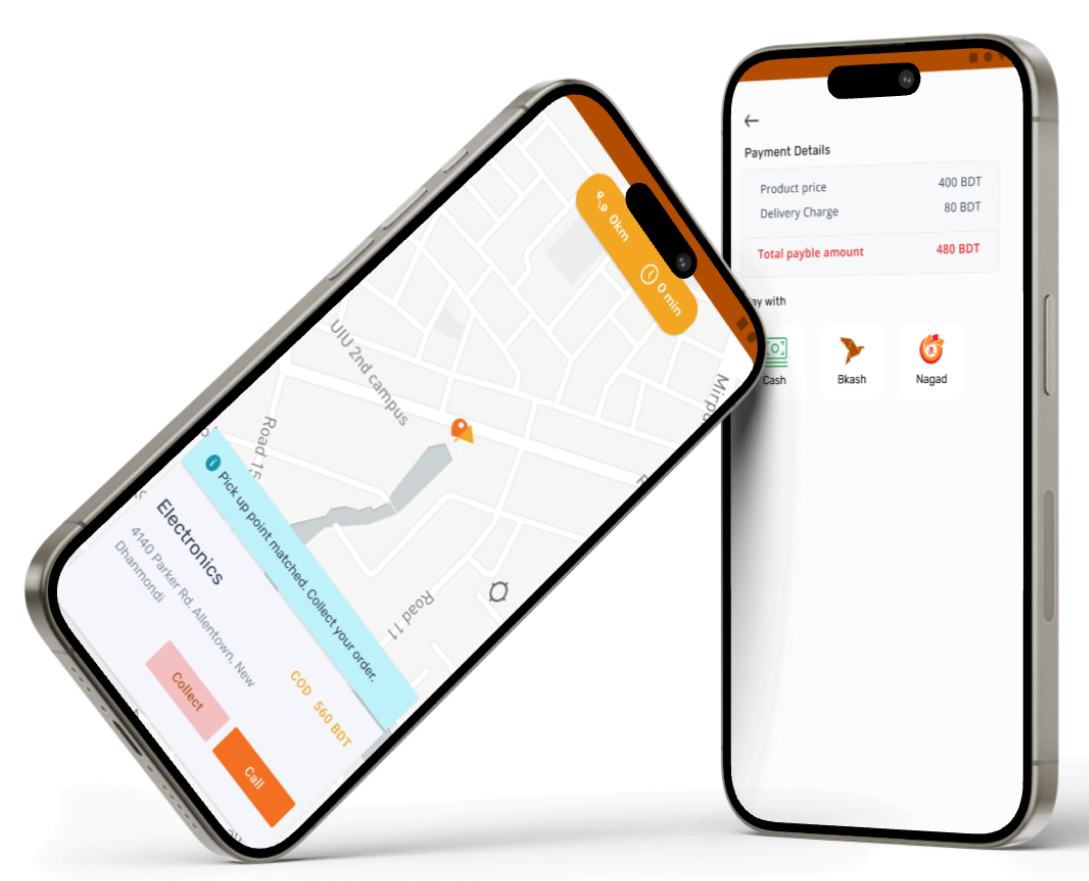 0km
0 min
UIU 2nd campus
Road 15
Road 11
Pick up point matched. Collect your order.
Electronics
4140 Parker Rd. Allentown, New
Dhanmondi
COD 560 BDT
Collect
Call
Payment Details
Product price 400 BDT
Delivery Charge 80 BDT
Total payble amount 480 BDT
with
Cash
Bkash
Nagad